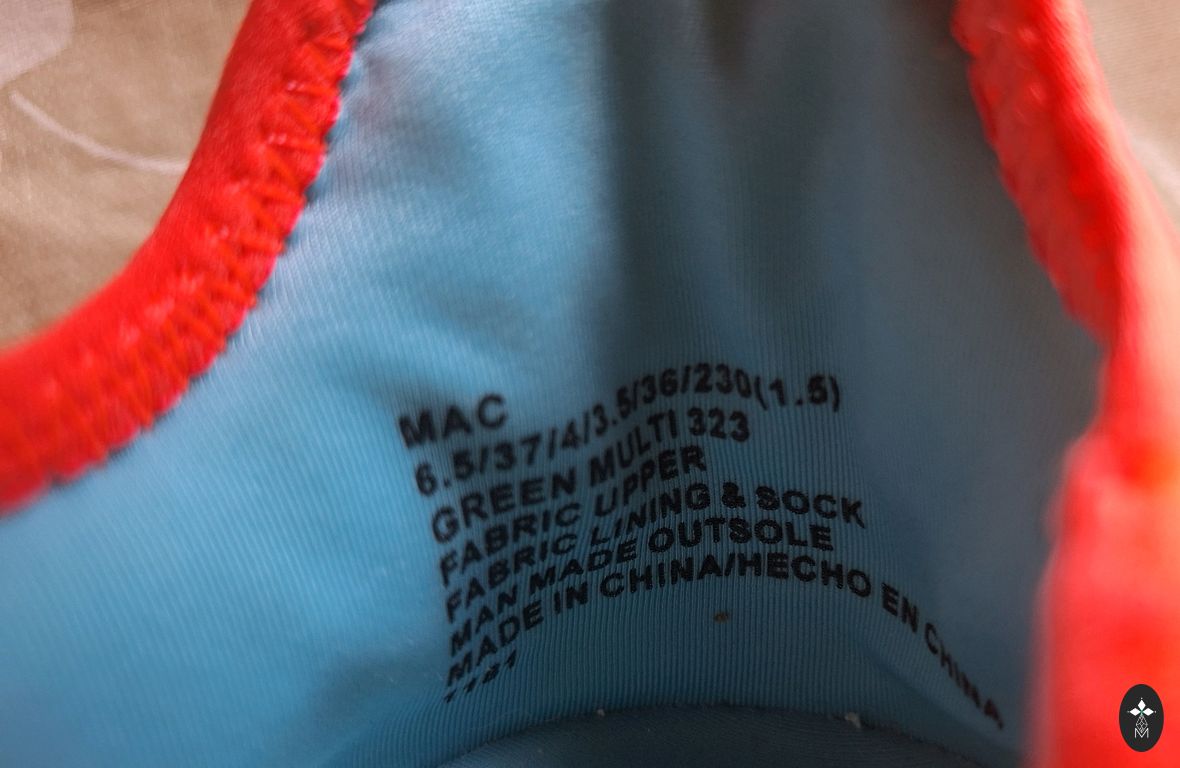 MAC
6.5/37/4/3.5/36/230(1.5)
GREEN MULTI 323
FABRIC UPPER
FABRIC LINING & SOCK
MAN MADE OUTSOLE
MADE IN CHINA/HECHO EN CHINA
M